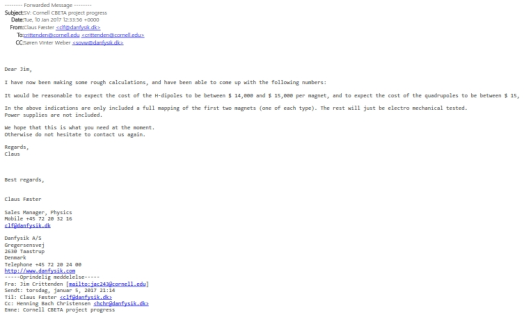 -------- Forwarded Message --------
Subject:SV: Cornell CBETA project progress
Date:Tue, 10 Jan 2017 12:53:56 +0000
From:Claus Fæster <clf@danfysik.dk>
To:crittenden@cornell.edu <crittenden@cornell.edu>
CC:Søren Vinter Weber <sovw@danfysik.dk>
Dear Jim,
I have now been making some rough calculations, and have been able to come up with the following numbers:
It would be reasonable to expect the cost of the H-dipoles to be between $ 14,000 and $ 15,000 per magnet, and to expect the cost of the quadrupoles to be between $ 15,
In the above indications are only included a full mapping of the first two magnets (one of each type). The rest will just be electro mechanical tested.
Power supplies are not included.
We hope that this is what you need at the moment.
Otherwise do not hesitate to contact us again.
Regards,
Claus
Best regards,
Claus Fæster
Sales Manager, Physics
Mobile +45 72 20 32 16
clf@danfysik.dk
Danfysik A/S
Gregersensvej
2630 Taastrup
Denmark
Telephone +45 72 20 24 00
http://www.danfysik.com
-----Oprindelig meddelelse-----
Fra: Jim Crittenden [mailto:jac243@cornell.edu]
Sendt: torsdag, januar 5, 2017 21:14
Til: Claus Fæster <clf@danfysik.dk>
Cc: Henning Bach Christensen <hchr@danfysik.dk>
Emne: Cornell CBETA project progress